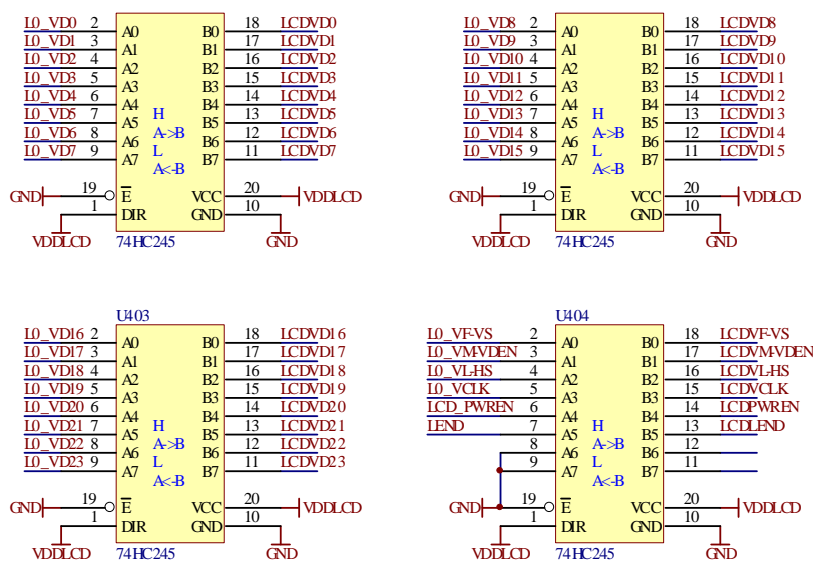 L0_VD0 2 A0 B0 18 LCDVD0
L0_VD1 3 A1 B1 17 LCDVD1
L0_VD2 4 A2 B2 16 LCDVD2
L0_VD3 5 A3 B3 15 LCDVD3
L0_VD4 6 A4 B4 14 LCDVD4
L0_VD5 7 A5 H B5 13 LCDVD5
L0_VD6 8 A6 A->B B6 12 LCDVD6
L0_VD7 9 A7 L B7 11 LCDVD7
A<-B
GND 19 E VCC 20 VDDLCD
1 DIR GND 10
VDDLCD 74HC245 GND
L0_VD8 2 A0 B0 18 LCDVD8
L0_VD9 3 A1 B1 17 LCDVD9
L0_VD10 4 A2 B2 16 LCDVD10
L0_VD11 5 A3 B3 15 LCDVD11
L0_VD12 6 A4 B4 14 LCDVD12
L0_VD13 7 A5 H B5 13 LCDVD13
L0_VD14 8 A6 A->B B6 12 LCDVD14
L0_VD15 9 A7 L B7 11 LCDVD15
A<-B
GND 19 E VCC 20 VDDLCD
1 DIR GND 10
VDDLCD 74HC245 GND
U403
L0_VD16 2 A0 B0 18 LCDVD16
L0_VD17 3 A1 B1 17 LCDVD17
L0_VD18 4 A2 B2 16 LCDVD18
L0_VD19 5 A3 B3 15 LCDVD19
L0_VD20 6 A4 B4 14 LCDVD20
L0_VD21 7 A5 H B5 13 LCDVD21
L0_VD22 8 A6 A->B B6 12 LCDVD22
L0_VD23 9 A7 L B7 11 LCDVD23
A<-B
GND 19 E VCC 20 VDDLCD
1 DIR GND 10
VDDLCD 74HC245 GND
U404
L0_VF-VS 2 A0 B0 18 LCDVF-VS
L0_VM-VDEN 3 A1 B1 17 LCDVM-VDEN
L0_VL-HS 4 A2 B2 16 LCDVL-HS
L0_VCLK 5 A3 B3 15 LCDVCLK
LCD_PWREN 6 A4 B4 14 LCDPWREN
LEND 7 A5 H B5 13 LCDLEND
8 A6 A->B B6 12
9 A7 L B7 11
A<-B
GND 19 E VCC 20 VDDLCD
1 DIR GND 10
VDDLCD 74HC245 GND